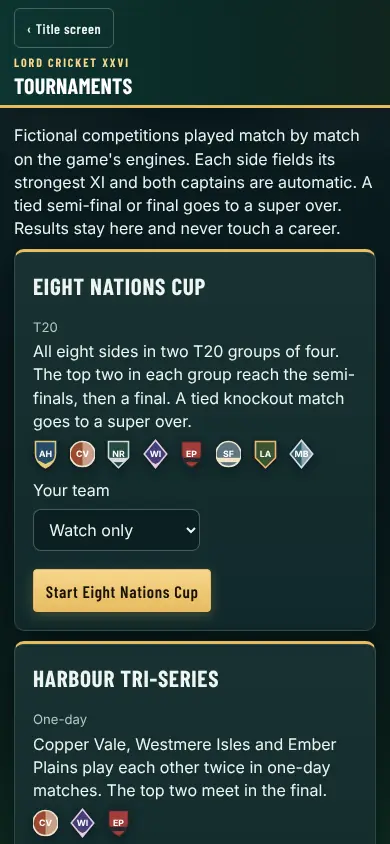 ‹ Title screen
LORD CRICKET XXVI
TOURNAMENTS
Fictional competitions played match by match
on the game's engines. Each side fields its
strongest XI and both captains are automatic. A
tied semi-final or final goes to a super over.
Results stay here and never touch a career.
EIGHT NATIONS CUP
T20
All eight sides in two T20 groups of four.
The top two in each group reach the semi-
finals, then a final. A tied knockout match
goes to a super over.
AH CV NR WI EP SF LA MB
Your team
Watch only
Start Eight Nations Cup
HARBOUR TRI-SERIES
One-day
Copper Vale, Westmere Isles and Ember
Plains play each other twice in one-day
matches. The top two meet in the final.
CV WI EP